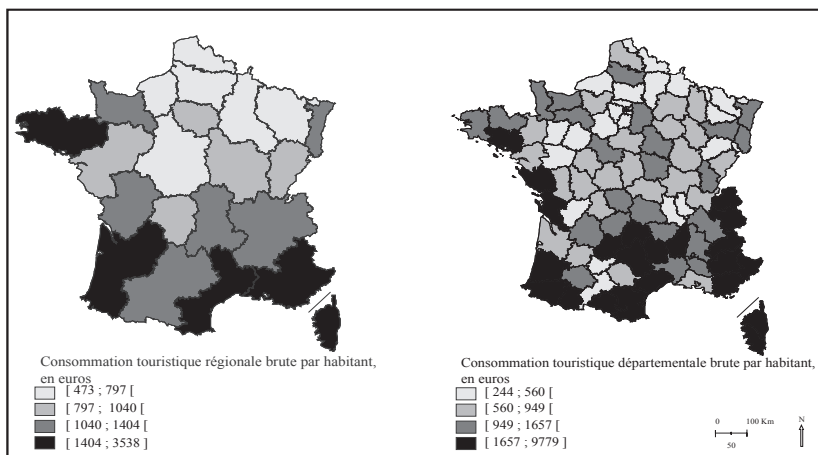 Consommation touristique régionale brute par habitant,
en euros
[ 473 ; 797 [
[ 797 ; 1040 [
[ 1040 ; 1404 [
[ 1404 ; 3538 [
Consommation touristique départementale brute par habitant,
en euros
[ 244 ; 560 [
[ 560 ; 949 [
[ 949 ; 1657 [
[ 1657 ; 9779 [
0 100 Km
50
N